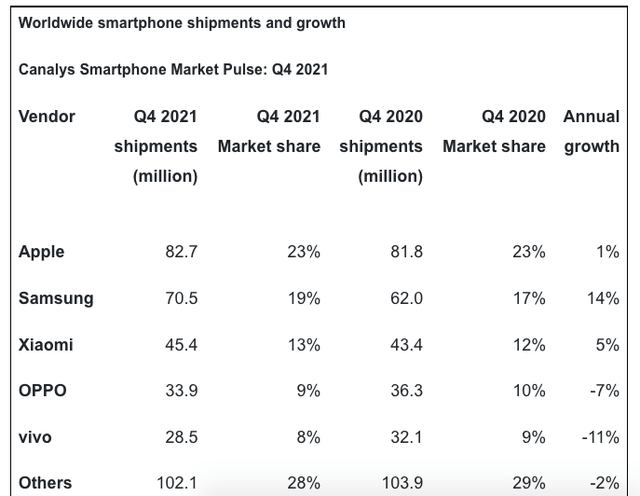 Worldwide smartphone shipments and growth
Canalys Smartphone Market Pulse: Q4 2021
Vendor Q4 2021 Q4 2021 Q4 2020 Q4 2020 Annual
shipments Market share shipments Market share growth
(million) (million)
Apple 82.7 23% 81.8 23% 1%
Samsung 70.5 19% 62.0 17% 14%
Xiaomi 45.4 13% 43.4 12% 5%
OPPO 33.9 9% 36.3 10% -7%
vivo 28.5 8% 32.1 9% -11%
Others 102.1 28% 103.9 29% -2%